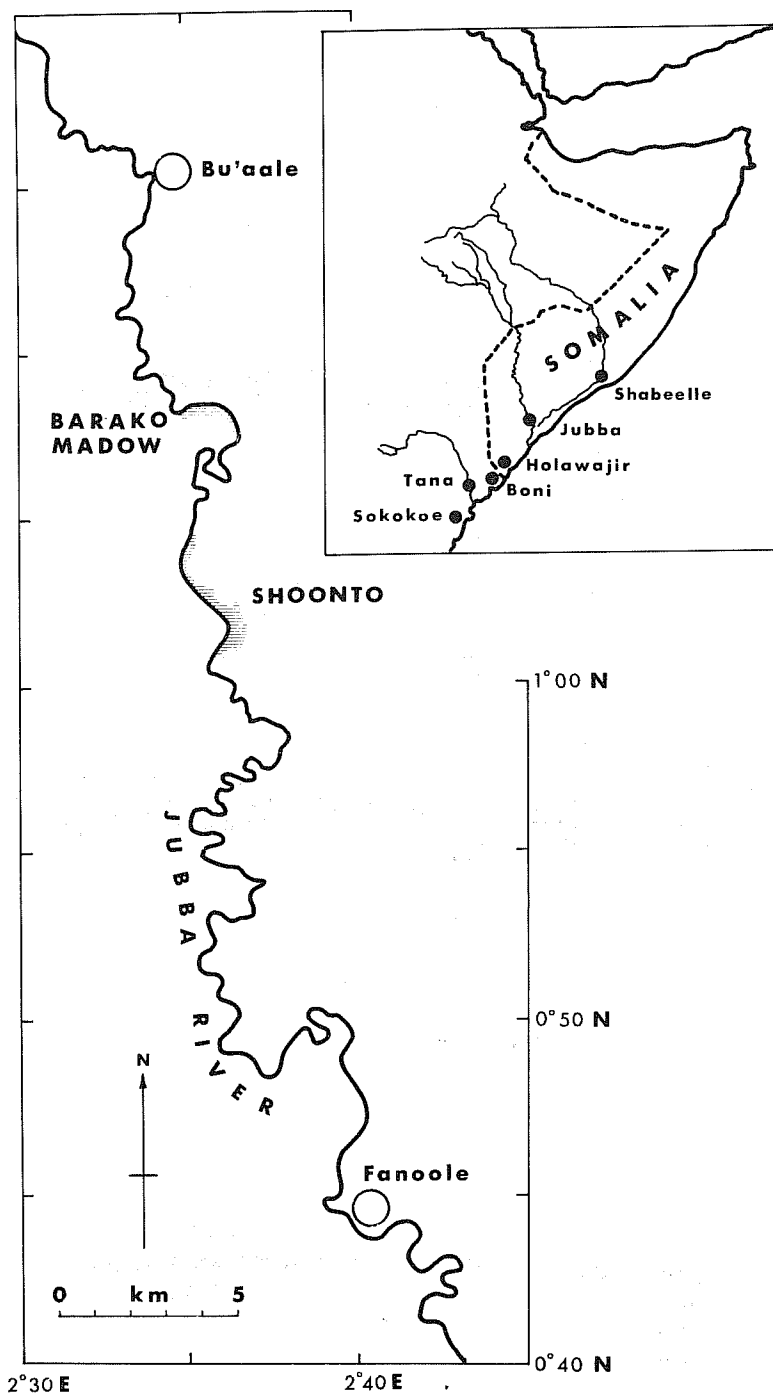 Bu'aale
BARAKO
MADOW
SHOONTO
JUBBA RIVER
N
Fanoole
0 km 5
2°30 E
2°40 E
1°00 N
0°50 N
0°40 N
SOMALIA
Shabeelle
Jubba
Holawajir
Boni
Tana
Sokokoe